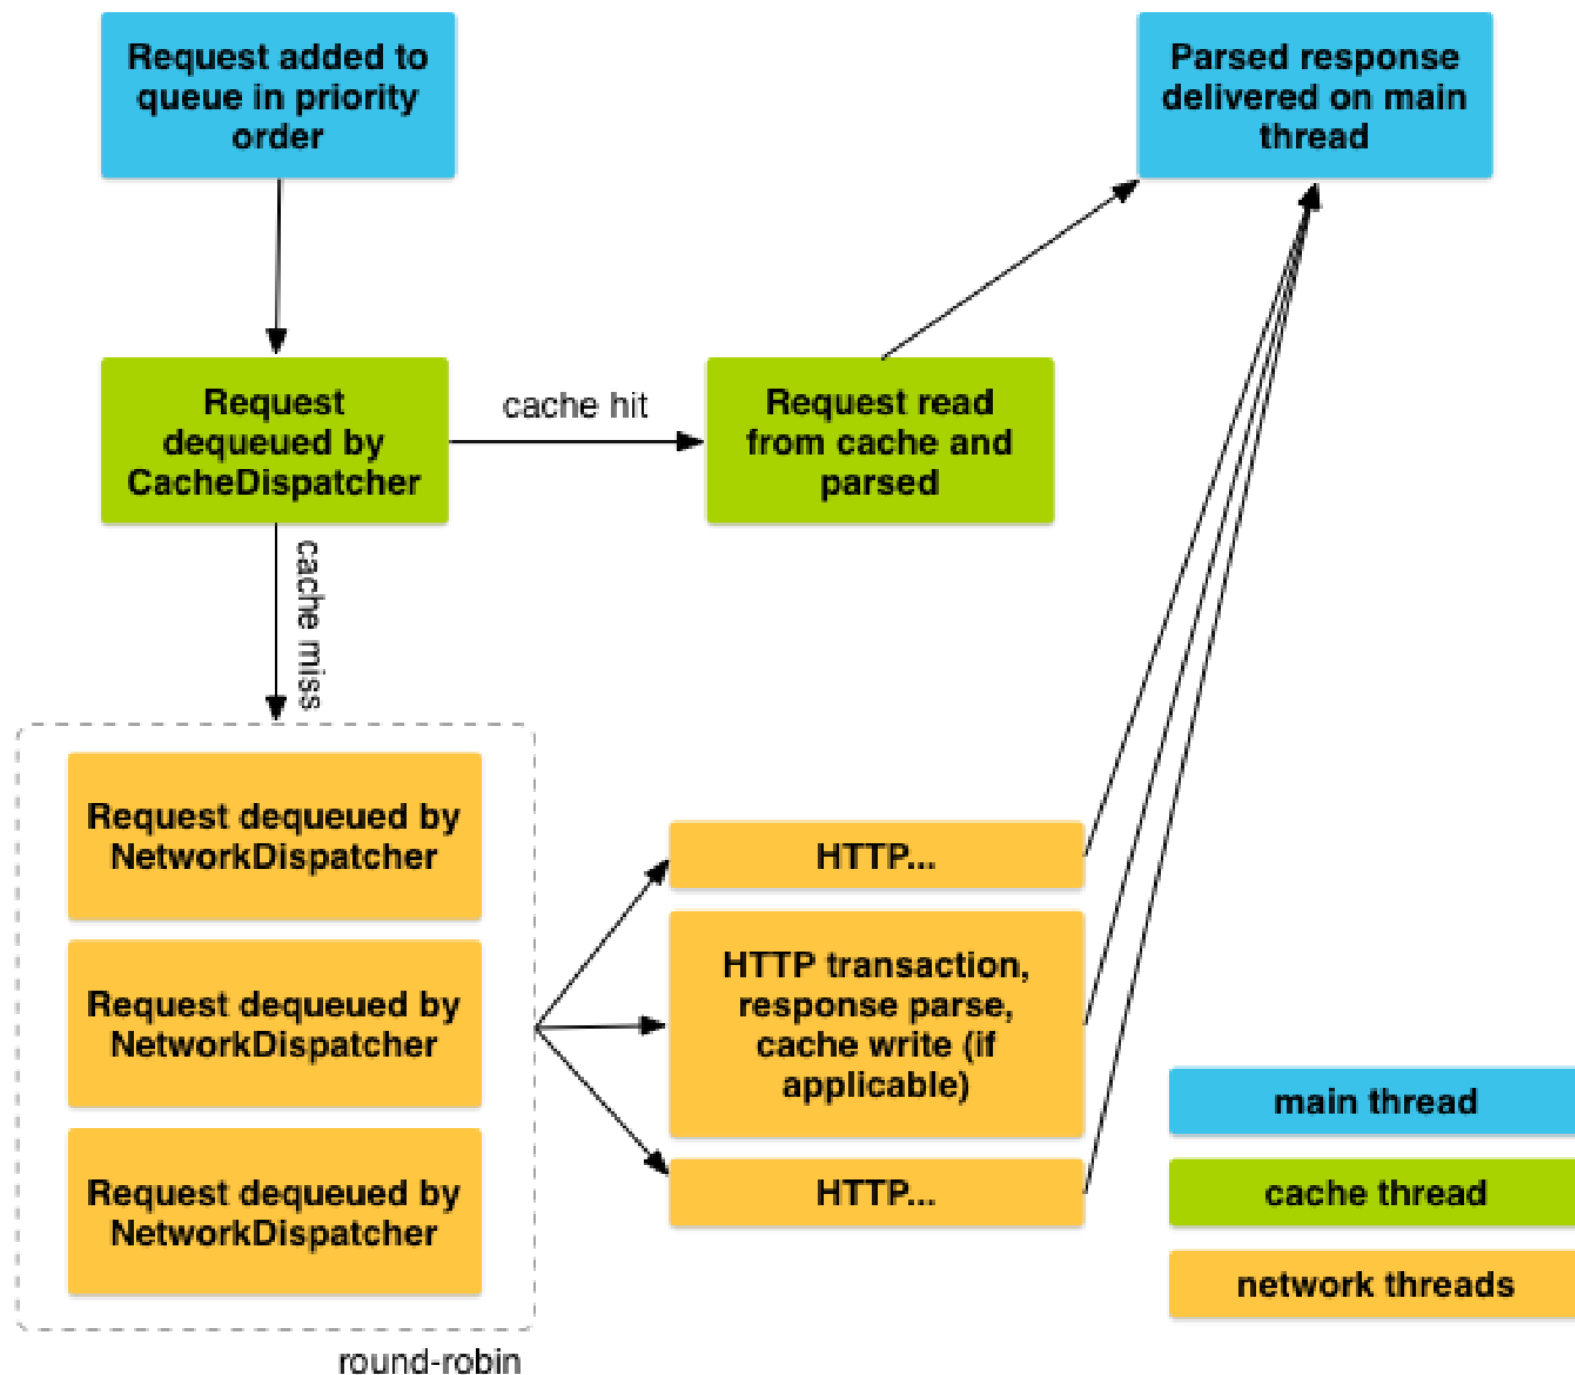 Request added to
queue in priority
order
Parsed response
delivered on main
thread
Request
dequeued by
CacheDispatcher
cache hit
Request read
from cache and
parsed
cache miss
Request dequeued by
NetworkDispatcher
Request dequeued by
NetworkDispatcher
Request dequeued by
NetworkDispatcher
round-robin
HTTP...
HTTP transaction,
response parse,
cache write (if
applicable)
HTTP...
main thread
cache thread
network threads